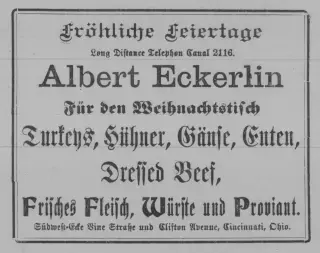 Fröhliche Feiertage
Long Distance Telephon Canal 2116.
Albert Eckerlin
Für den Weihnachtstisch
Turkeys, Hühner, Gänse, Enten,
Dressed Beef,
Frisches Fleisch, Würste und Proviant.
Südwest-Ecke Vine Straße und Clifton Avenue, Cincinnati, Ohio.